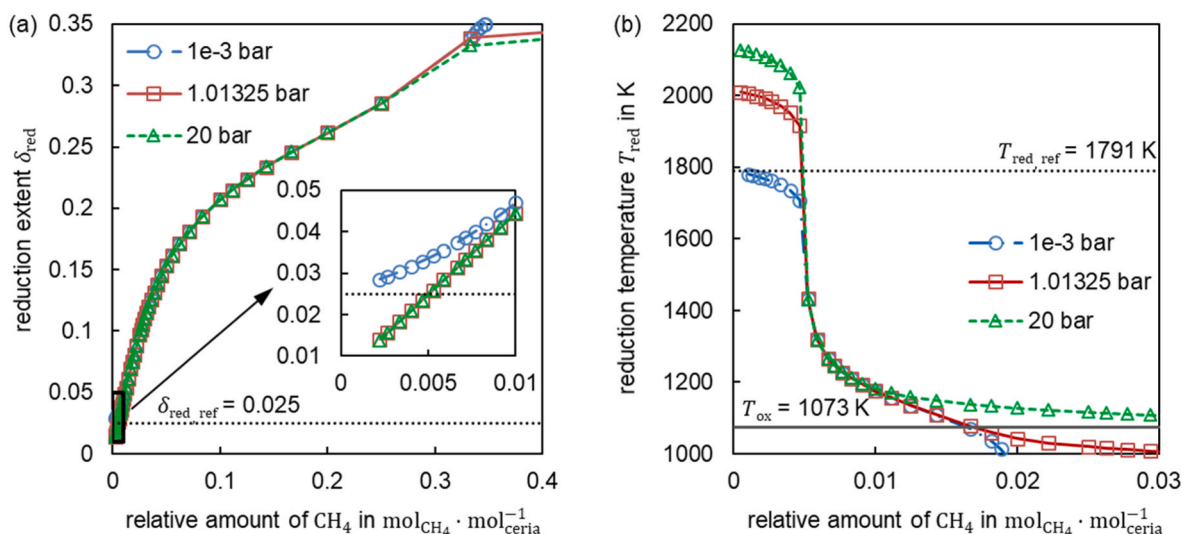 (a)
reduction extent δred
0.35
0.3
0.25
0.2
0.15
0.1
0.05
0
1e-3 bar
1.01325 bar
20 bar
0.05
0.04
0.03
0.02
0.01
0
0.005
0.01
δred_ref = 0.025
0
0.1
0.2
0.3
0.4
relative amount of CH4 in molCH4 · mol−1ceria
(b)
reduction temperature Tred in K
2200
2000
1800
1600
1400
1200
1000
Tred_ref = 1791 K
1e-3 bar
1.01325 bar
20 bar
Tox = 1073 K
0.00
0.01
0.02
0.03
relative amount of CH4 in molCH4 · mol−1ceria